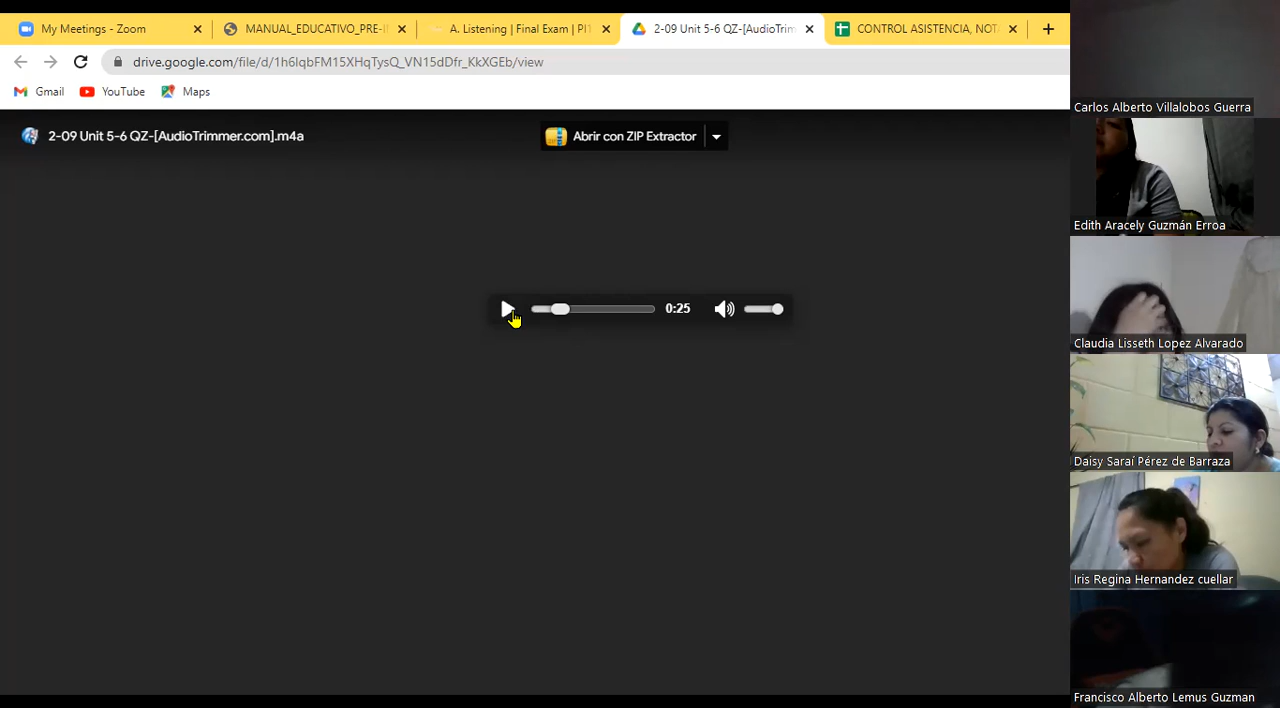 My Meetings - Zoom
MANUAL_EDUCATIVO_PRE-I
A. Listening | Final Exam | PI1
2-09 Unit 5-6 QZ-[AudioTrim
CONTROL ASISTENCIA, NOT
drive.google.com/file/d/1h6lqbFM15XHqTysQ_VN15dDfr_KkXGEb/view
Gmail
YouTube
Maps
2-09 Unit 5-6 QZ-[AudioTrimmer.com].m4a
Abrir con ZIP Extractor
0:25
Carlos Alberto Villalobos Guerra
Edith Aracely Guzmán Erroa
Claudia Lisseth Lopez Alvarado
Daisy Saraí Pérez de Barraza
Iris Regina Hernandez cuellar
Francisco Alberto Lemus Guzman